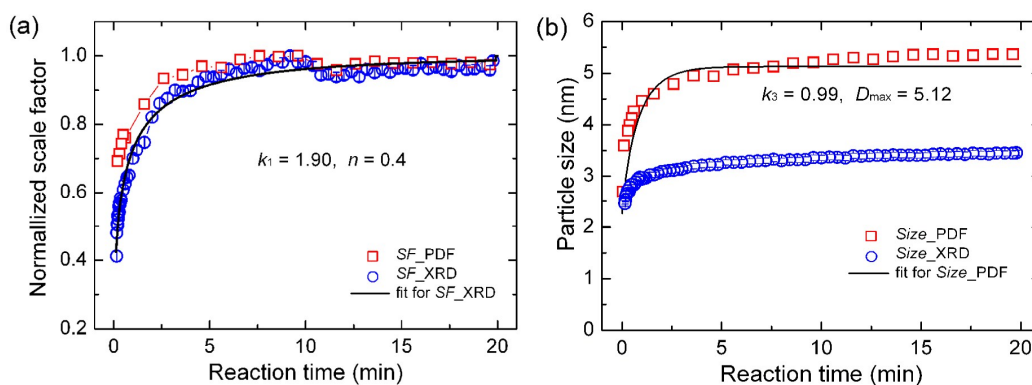 (a)
Normallized scale factor
1.0
0.8
0.6
0.4
0.2
k1 = 1.90, n = 0.4
SF_PDF
SF_XRD
fit for SF_XRD
0 5 10 15 20
Reaction time (min)
(b)
Particle size (nm)
6
5
4
3
2
1
0
k3 = 0.99, Dmax = 5.12
Size_PDF
Size_XRD
fit for Size_PDF
0 5 10 15 20
Reaction time (min)